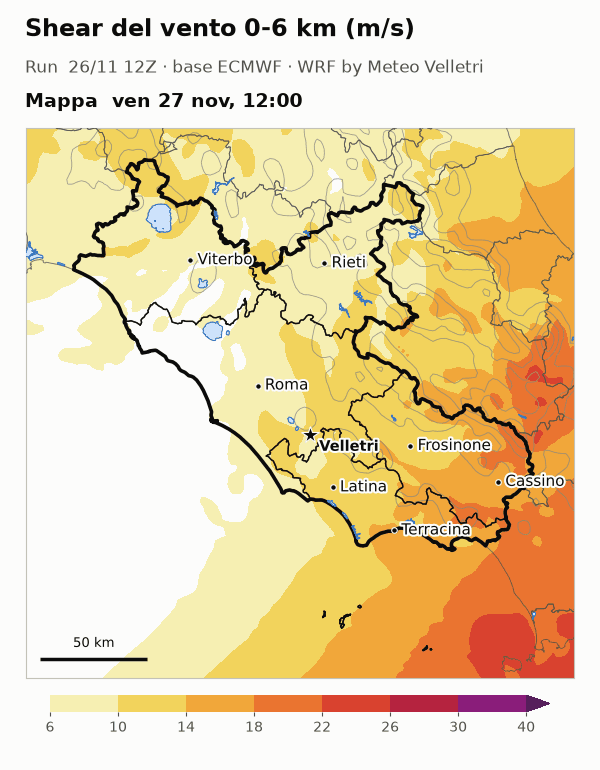 Shear del vento 0-6 km (m/s)
Run  26/11 12Z · base ECMWF · WRF by Meteo Velletri
Mappa  ven 27 nov, 12:00
Viterbo
Rieti
Roma
Velletri
Frosinone
Cassino
Latina
Terracina
50 km
6 10 14 18 22 26 30 40